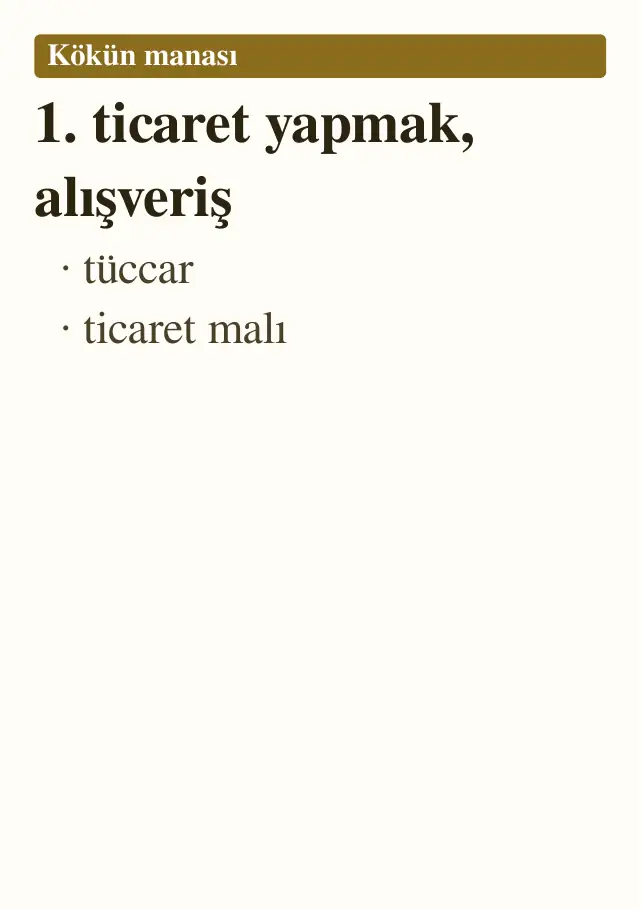 Kökün manası
1. ticaret yapmak,
alışveriş
· tüccar
· ticaret malı